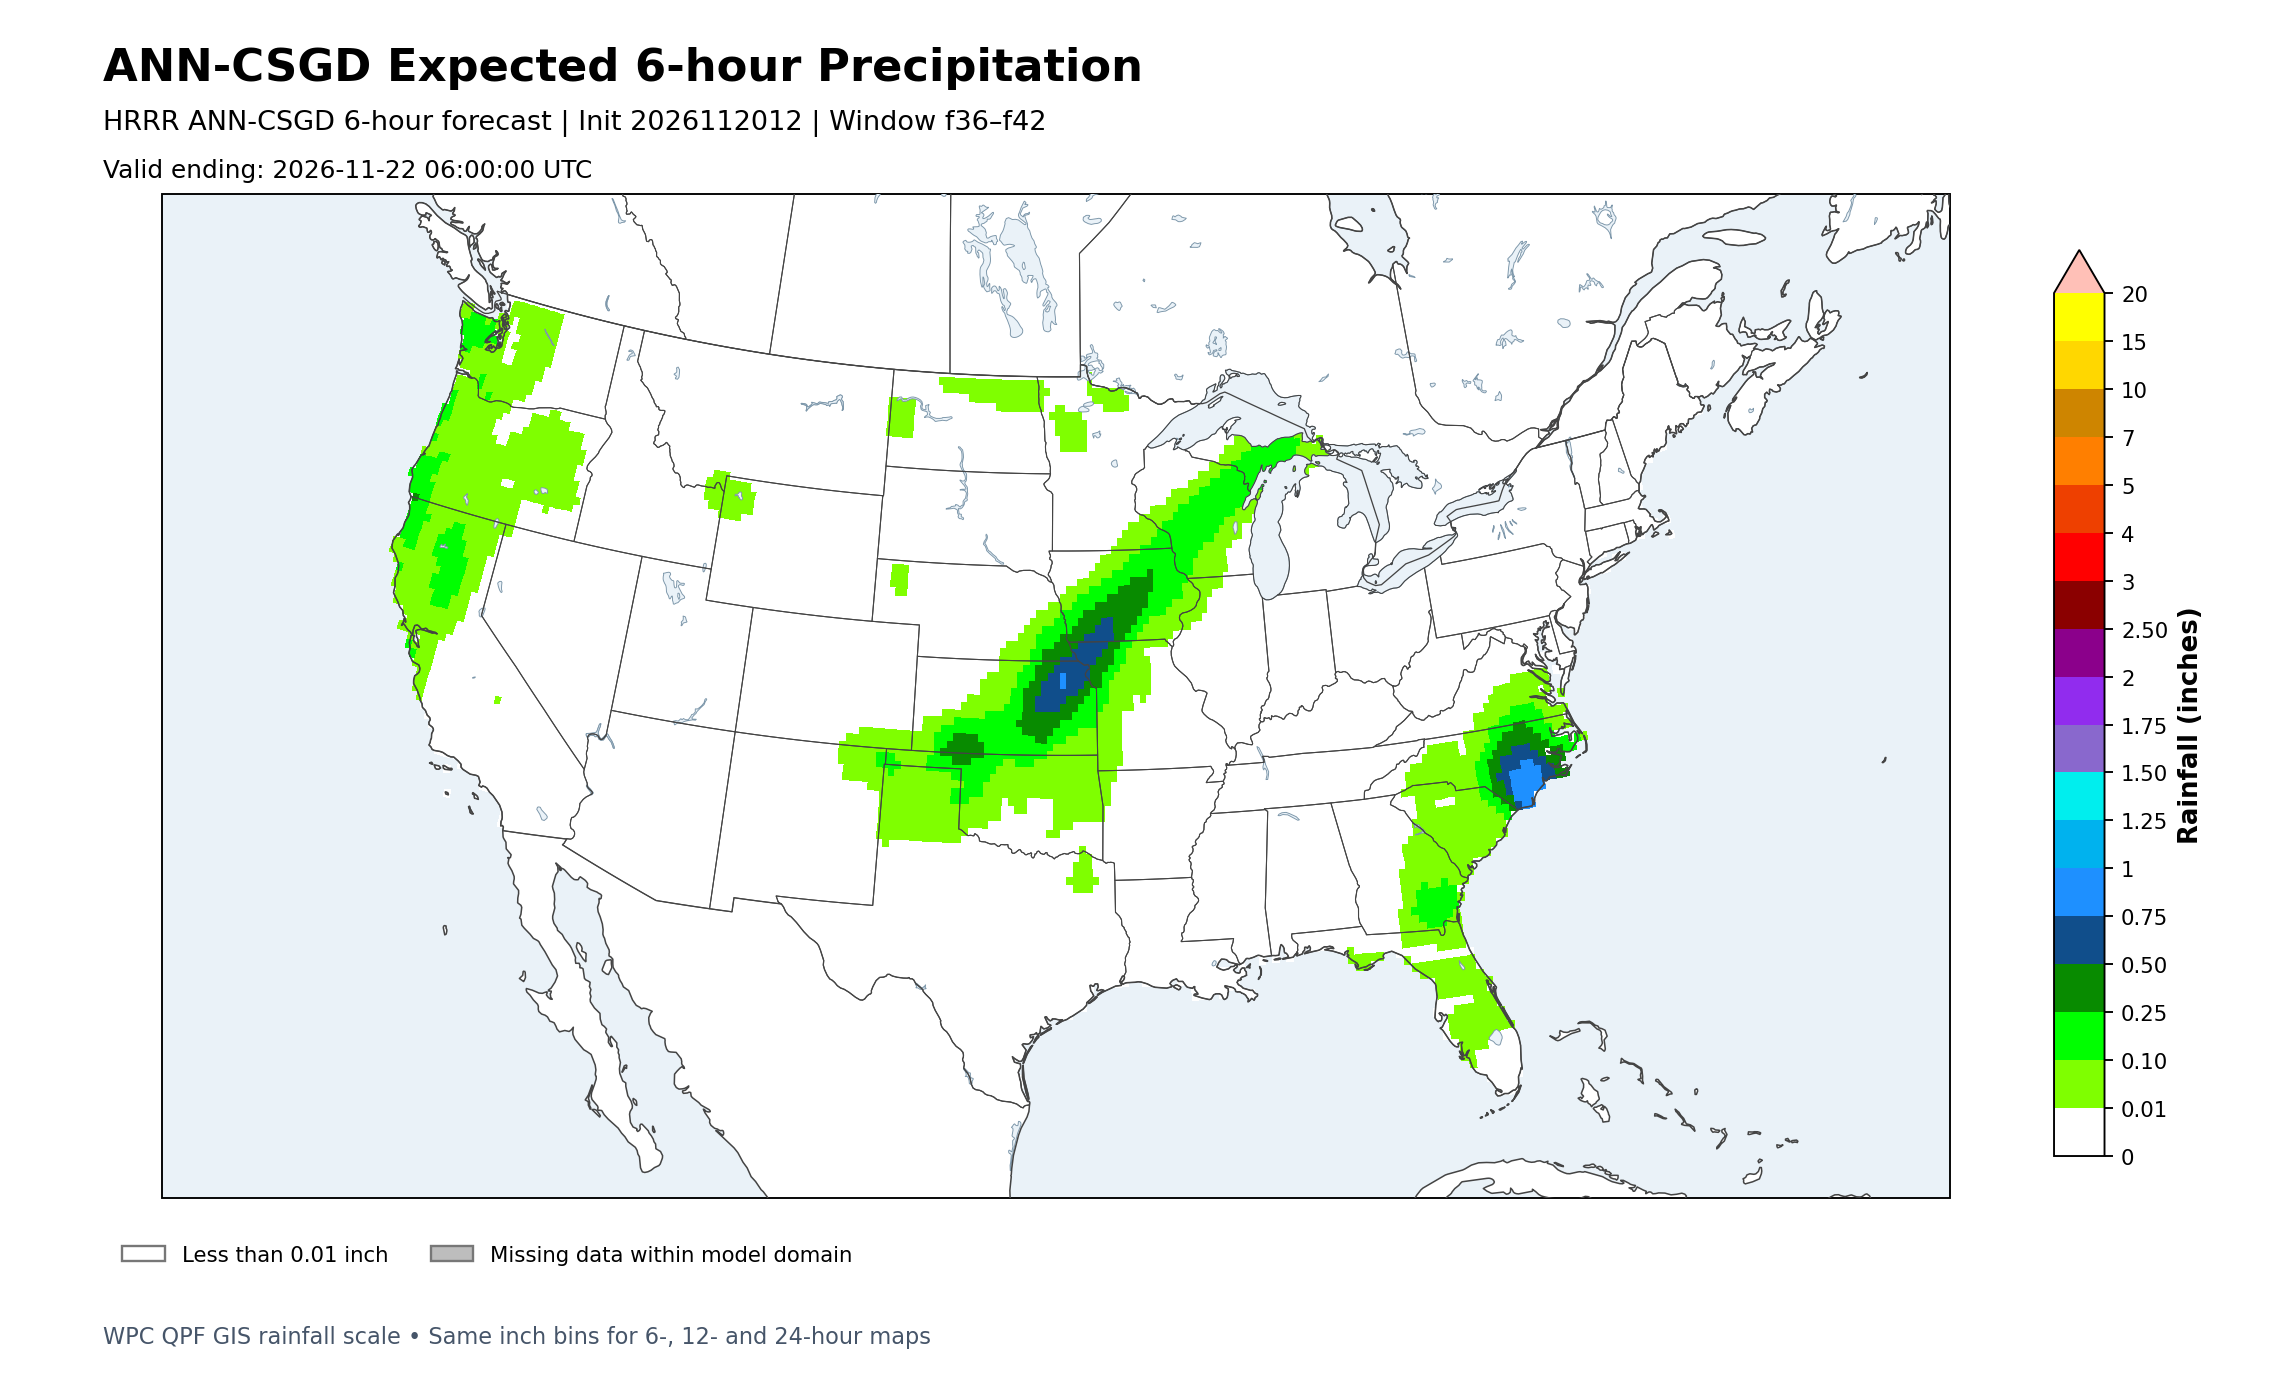 ANN-CSGD Expected 6-hour Precipitation
HRRR ANN-CSGD 6-hour forecast | Init 2026112012 | Window f36–f42
Valid ending: 2026-11-22 06:00:00 UTC
20
15
10
7
5
4
3
2.50
2
1.75
1.50
1.25
1
0.75
0.50
0.25
0.10
0.01
0
Rainfall (inches)
Less than 0.01 inch
Missing data within model domain
WPC QPF GIS rainfall scale • Same inch bins for 6-, 12- and 24-hour maps